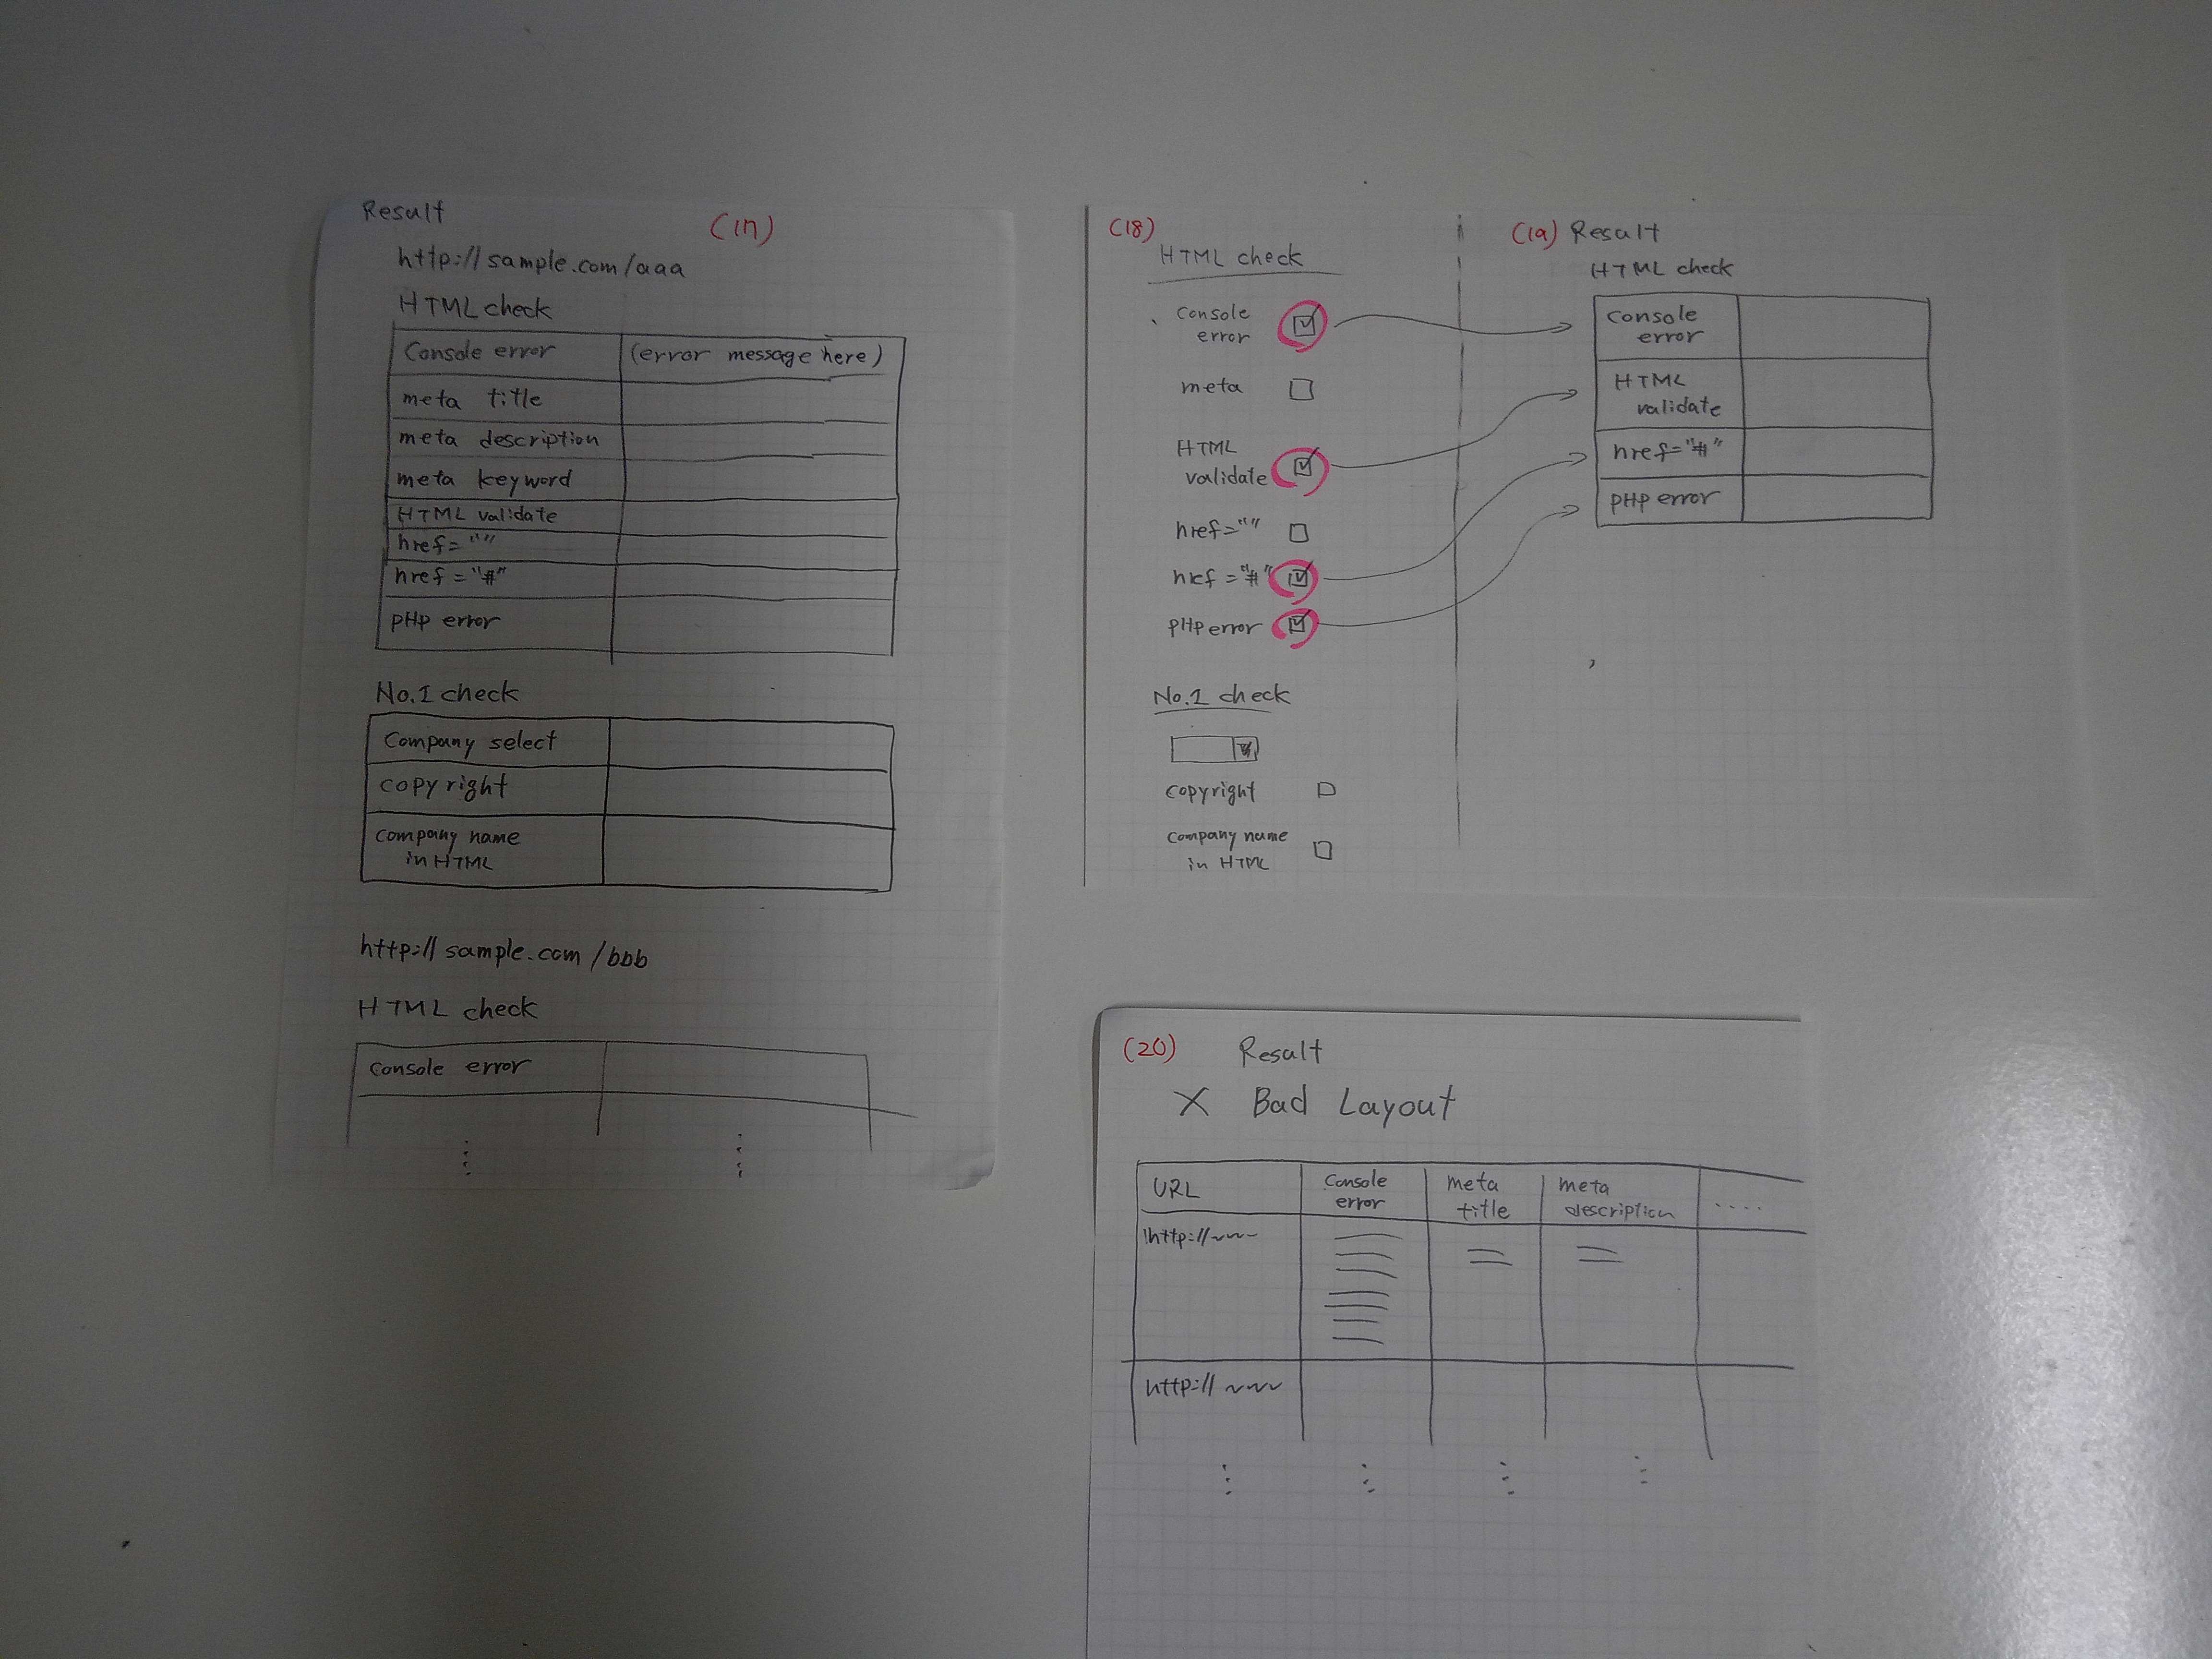 Result
(17)
http://sample.com/aaa
HTML check
Console error
(error message here)
meta title
meta description
meta keyword
HTML validate
href=""
href="#"
PHP error
No.1 check
Company select
copyright
company name
in HTML
http://sample.com/bbb
HTML check
Console error
(18)
HTML check
Console
error
meta
HTML
validate
href=""
href="#"
PHP error
No.1 check
copyright
company name
in HTML
(19) Result
HTML check
Console
error
HTML
validate
href="#"
PHP error
(20) Result
X Bad Layout
URL
Console
error
meta
title
meta
description
....
http://~~~
http://~~~